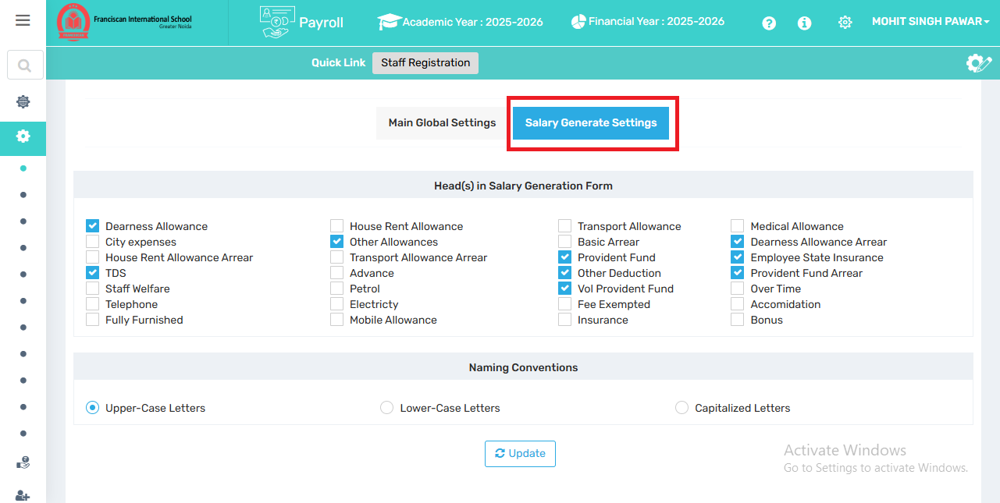 Franciscan International School
Greater Noida
Payroll
Academic Year : 2025-2026
Financial Year : 2025-2026
MOHIT SINGH PAWAR
Quick Link
Staff Registration
Main Global Settings
Salary Generate Settings
Head(s) in Salary Generation Form
Dearness Allowance
House Rent Allowance
Transport Allowance
Medical Allowance
City expenses
Other Allowances
Basic Arrear
Dearness Allowance Arrear
House Rent Allowance Arrear
Transport Allowance Arrear
Provident Fund
Employee State Insurance
TDS
Advance
Other Deduction
Provident Fund Arrear
Staff Welfare
Petrol
Vol Provident Fund
Over Time
Telephone
Electricty
Fee Exempted
Accomidation
Fully Furnished
Mobile Allowance
Insurance
Bonus
Naming Conventions
Upper-Case Letters
Lower-Case Letters
Capitalized Letters
Update
Activate Windows
Go to Settings to activate Windows.